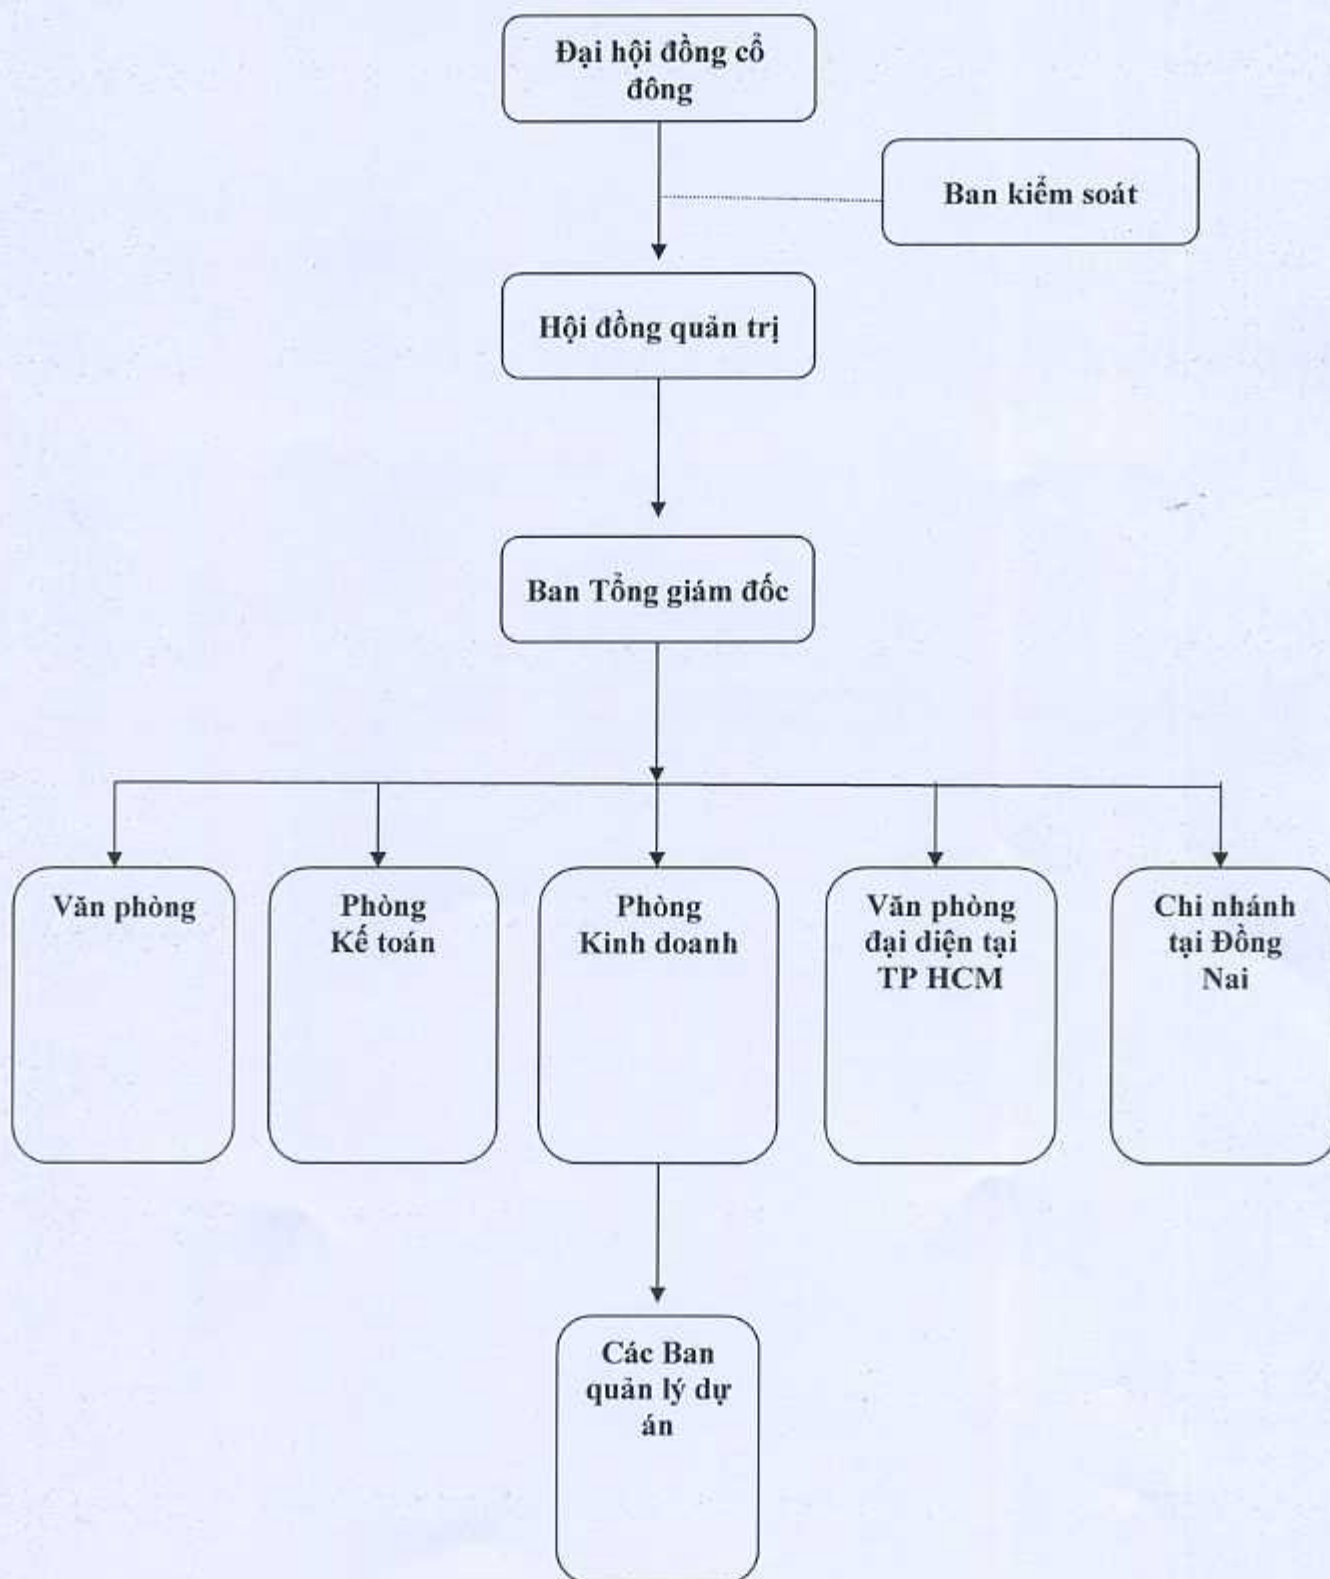 Đại hội đồng cổ
đông
Ban kiểm soát
Hội đồng quản trị
Ban Tổng giám đốc
Văn phòng
Phòng
Kế toán
Phòng
Kinh doanh
Văn phòng
đại diện tại
TP HCM
Chi nhánh
tại Đồng
Nai
Các Ban
quản lý dự
án